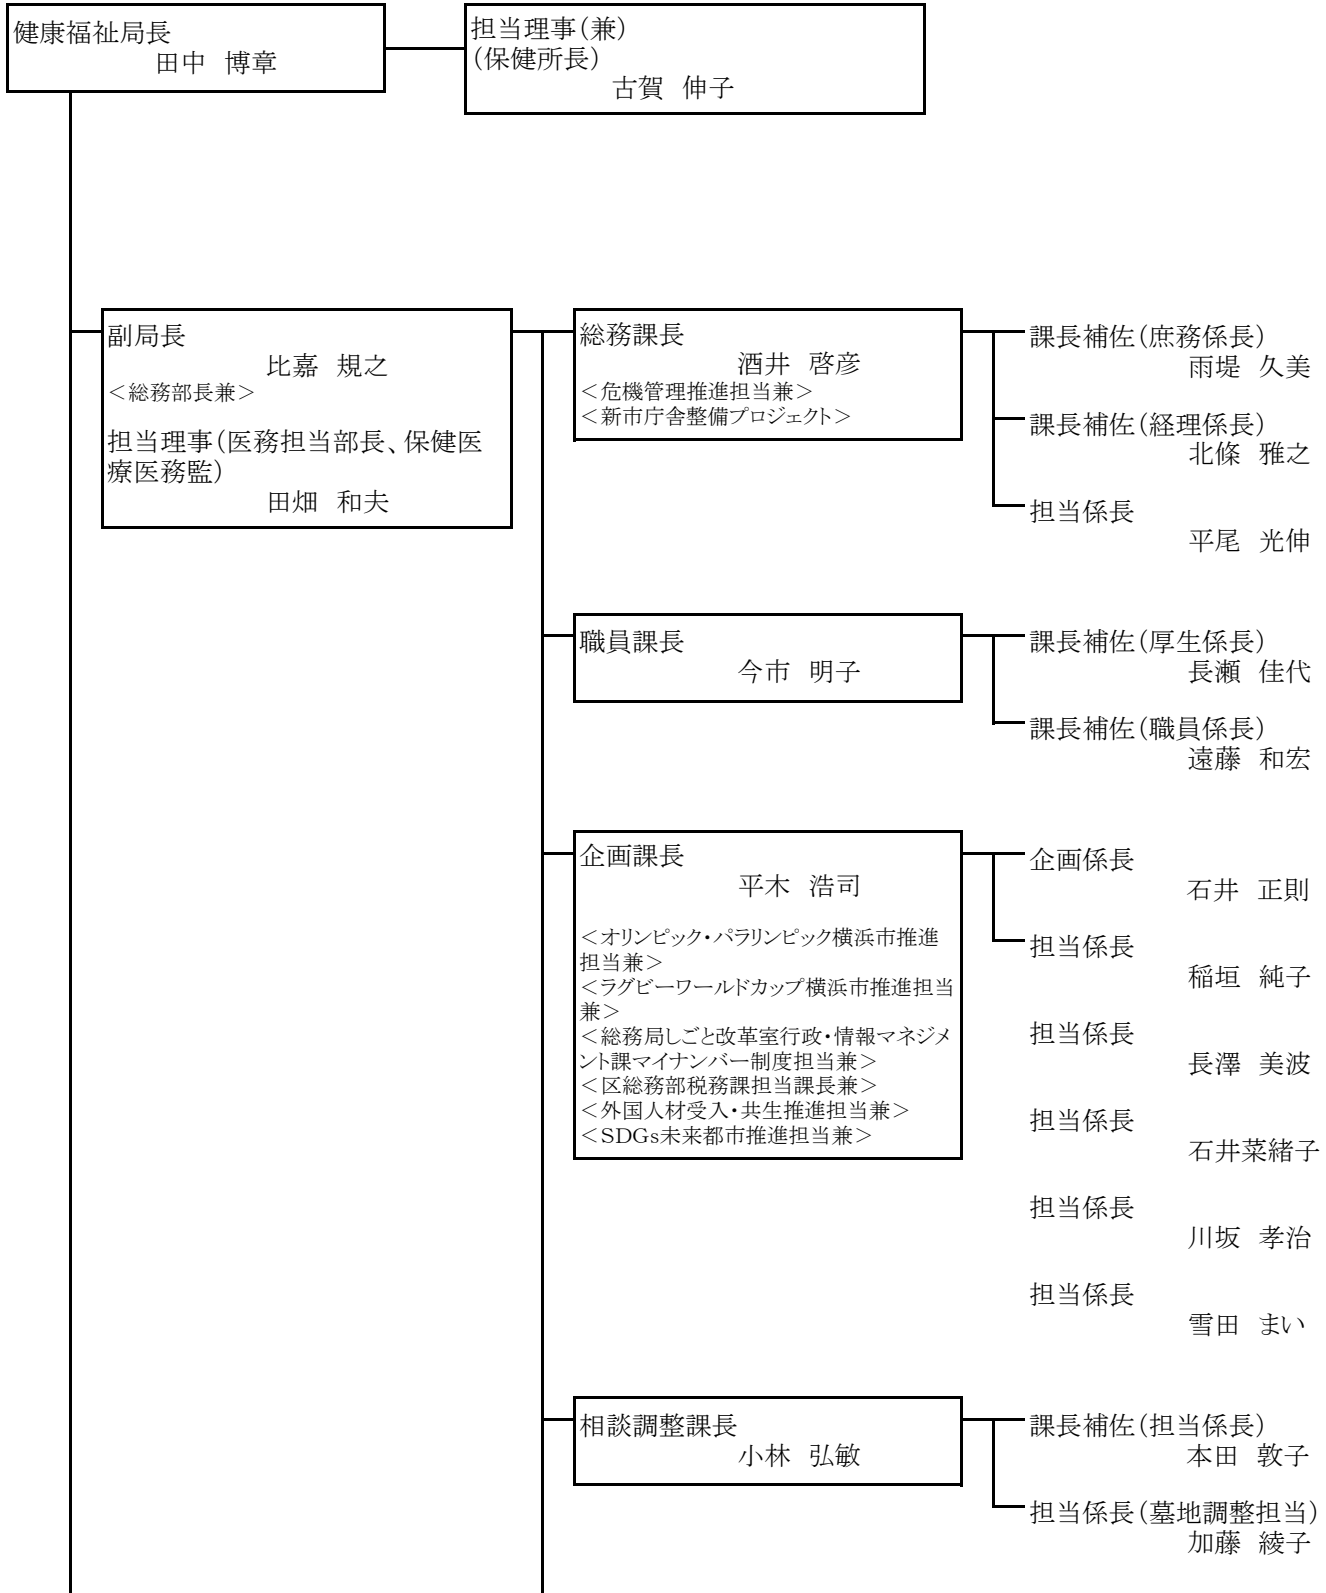 健康福祉局長
田中 博章
担当理事（兼）
（保健所長）
古賀 伸子
副局長
比嘉 規之
＜総務部長兼＞
担当理事（医務担当部長、保健医
療医務監）
田畑 和夫
総務課長
酒井 啓彦
＜危機管理推進担当兼＞
＜新市庁舎整備プロジェクト＞
課長補佐（庶務係長）
雨堤 久美
課長補佐（経理係長）
北條 雅之
担当係長
平尾 光伸
職員課長
今市 明子
課長補佐（厚生係長）
長瀬 佳代
課長補佐（職員係長）
遠藤 和宏
企画課長
平木 浩司
＜オリンピック・パラリンピック横浜市推進
担当兼＞
＜ラグビーワールドカップ横浜市推進担当
兼＞
＜総務局しごと改革室行政・情報マネジメ
ント課マイナンバー制度担当兼＞
＜区総務部税務課担当課長兼＞
＜外国人材受入・共生推進担当兼＞
＜SDGs未来都市推進担当兼＞
企画係長
石井 正則
担当係長
稲垣 純子
担当係長
長澤 美波
担当係長
石井菜緒子
担当係長
川坂 孝治
担当係長
雪田 まい
相談調整課長
小林 弘敏
課長補佐（担当係長）
本田 敦子
担当係長（墓地調整担当）
加藤 綾子